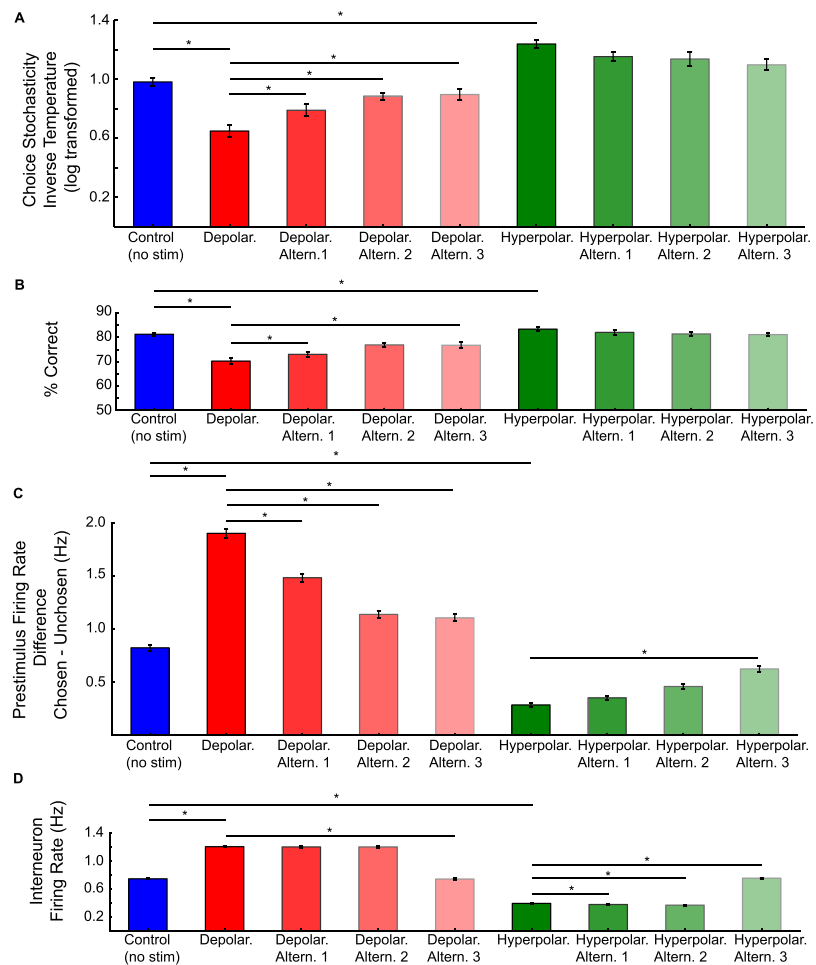 A
Choice Stochasticity
Inverse Temperature
(log transformed)
1.4
1.0
0.6
0.2
*
*
*
*
*
Control
(no stim)
Depolar.
Depolar.
Altern.1
Depolar.
Altern. 2
Depolar.
Altern. 3
Hyperpolar.
Hyperpolar.
Altern. 1
Hyperpolar.
Altern. 2
Hyperpolar.
Altern. 3
B
% Correct
90
80
70
60
50
*
*
*
*
Control
(no stim)
Depolar.
Depolar.
Altern. 1
Depolar.
Altern. 2
Depolar.
Altern. 3
Hyperpolar.
Hyperpolar.
Altern. 1
Hyperpolar.
Altern. 2
Hyperpolar.
Altern. 3
C
Prestimulus Firing Rate
Difference
Chosen - Unchosen (Hz)
2.0
1.5
1.0
0.5
*
*
*
*
*
*
Control
(no stim)
Depolar.
Depolar.
Altern. 1
Depolar.
Altern. 2
Depolar.
Altern. 3
Hyperpolar.
Hyperpolar.
Altern. 1
Hyperpolar.
Altern. 2
Hyperpolar.
Altern. 3
D
Interneuron
Firing Rate (Hz)
1.4
1.0
0.6
0.2
*
*
*
*
*
*
Control
(no stim)
Depolar.
Depolar.
Altern. 1
Depolar.
Altern. 2
Depolar.
Altern. 3
Hyperpolar.
Hyperpolar.
Altern. 1
Hyperpolar.
Altern. 2
Hyperpolar.
Altern. 3